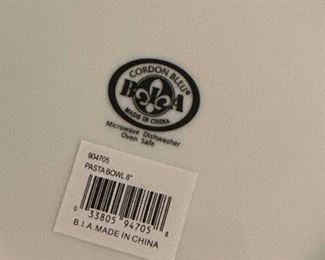 CORDON BLEU®
B I A
MADE IN CHINA
Microwave Dishwasher
Oven Safe
904705
PASTA BOWL 8"
0 33805 94705 8
B.I.A. MADE IN CHINA